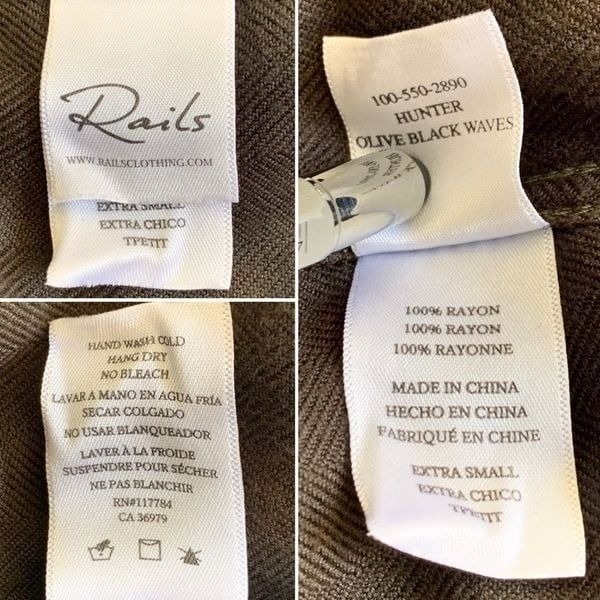 Rails
WWW.RAILSCLOTHING.COM
EXTRA SMALL
EXTRA CHICO
TPETIT
HAND WASH COLD
HANG DRY
NO BLEACH
LAVAR A MANO EN AGUA FRÍA
SECAR COLGADO
NO USAR BLANQUEADOR
LAVER À LA FROIDE
SUSPENDRE POUR SÉCHER
NE PAS BLANCHIR
RN#117784
CA 36979
100-550-2890
HUNTER
OLIVE BLACK WAVES
100% RAYON
100% RAYON
100% RAYONNE
MADE IN CHINA
HECHO EN CHINA
FABRIQUÉ EN CHINE
EXTRA SMALL
EXTRA CHICO
TPETIT